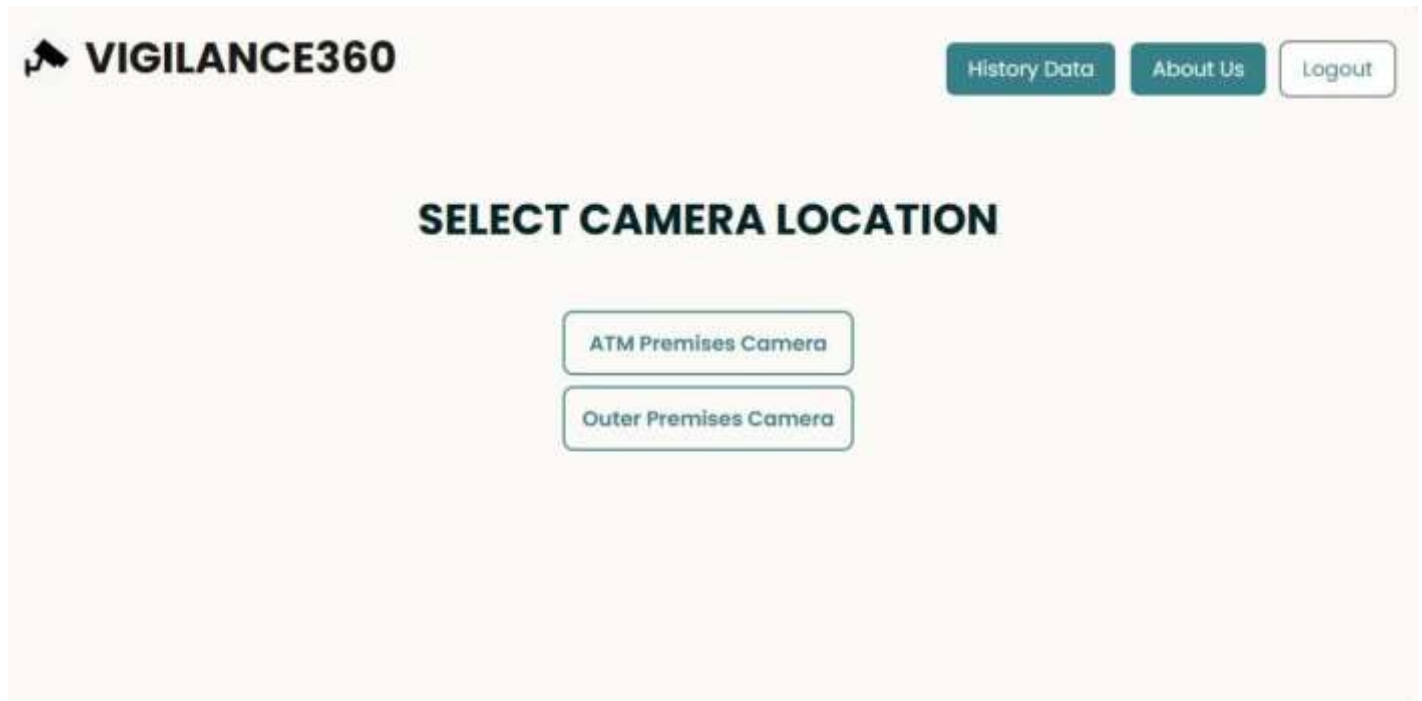 VIGILANCE360
History Data
About Us
Logout
SELECT CAMERA LOCATION
ATM Premises Camera
Outer Premises Camera